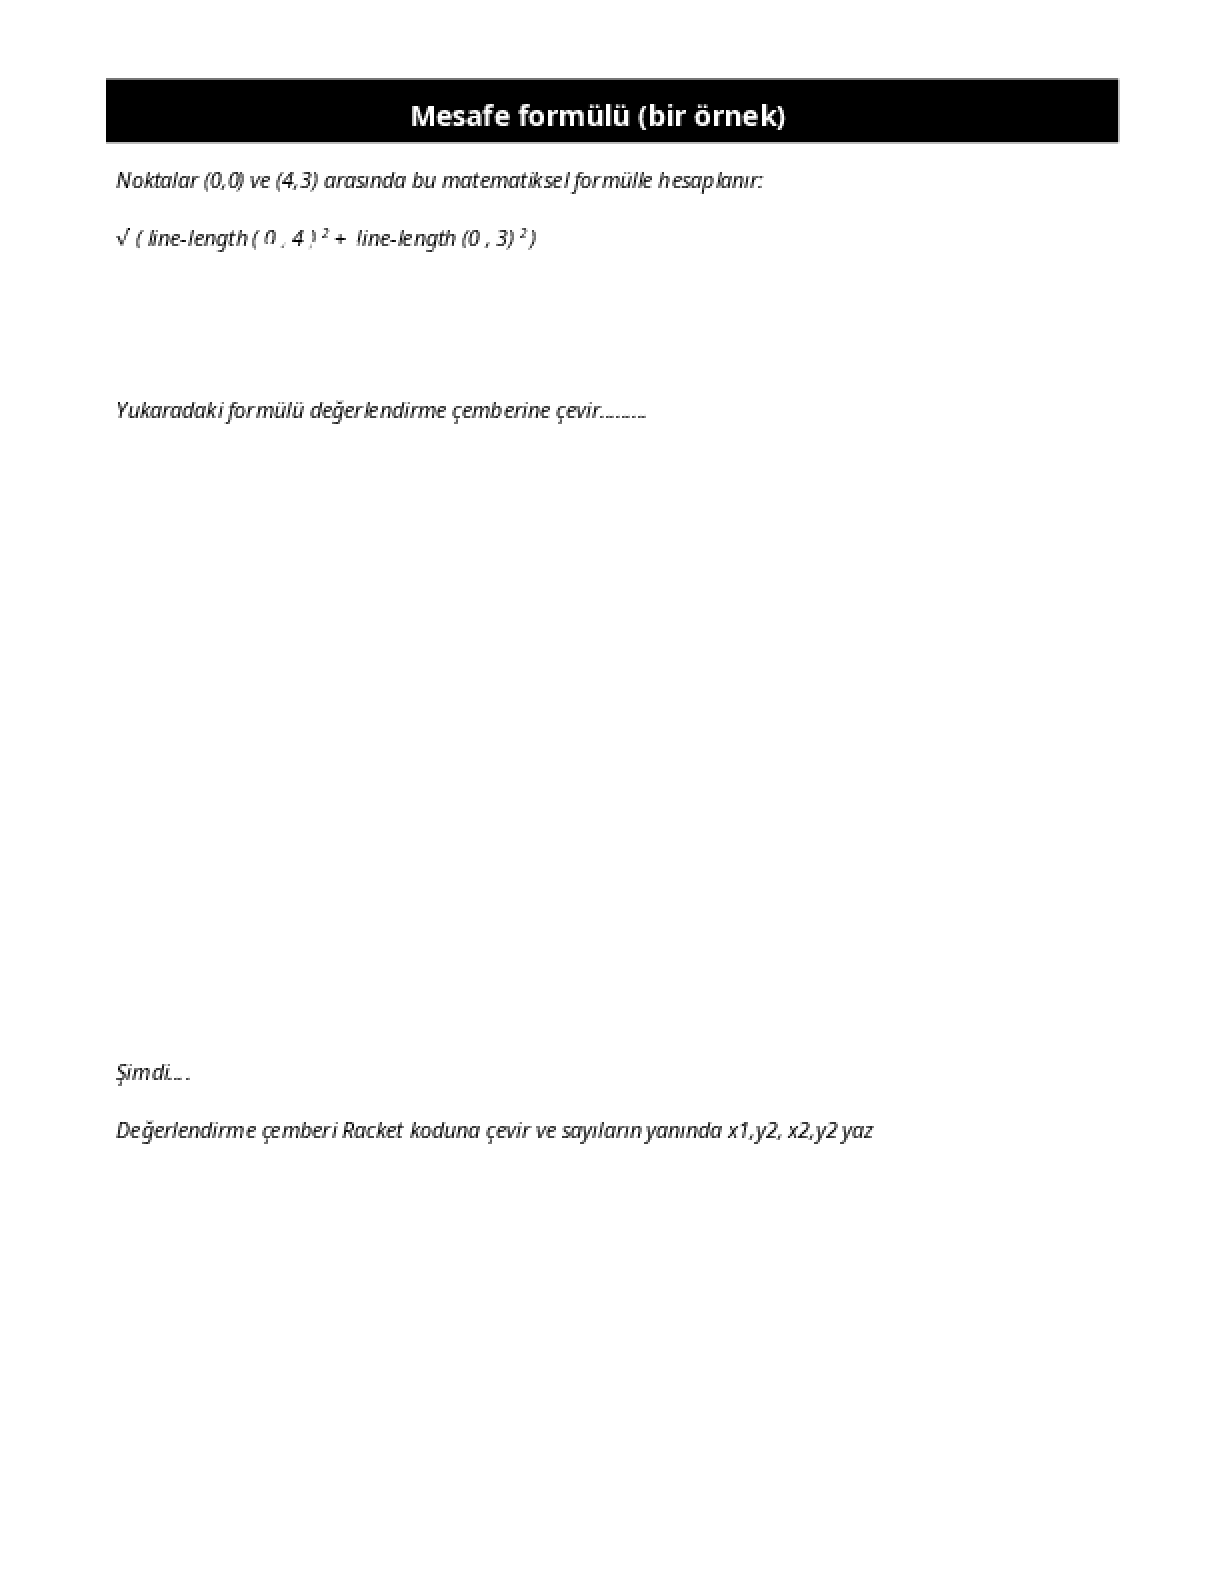 Mesafe formülü (bir örnek)
Noktalar (0,0) ve (4,3) arasında bu matematiksel formülle hesaplanır:
√ ( line-length ( 0 , 4 ) ² + line-length (0 , 3) ² )
Yukaradaki formülü değerlendirme çemberine çevir.........
Şimdi....
Değerlendirme çemberi Racket koduna çevir ve sayıların yanında x1,y2, x2,y2 yaz